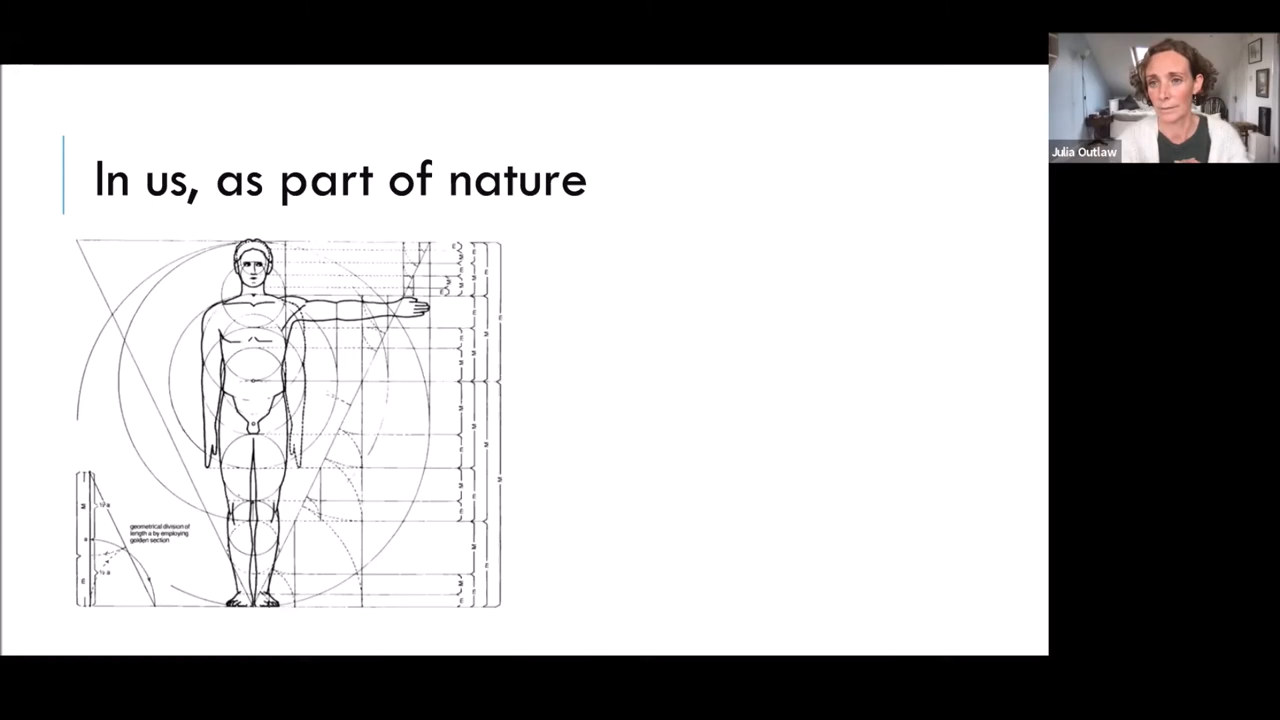 In us, as part of nature
Julia Outlaw
geometrical division of
length a by employing
golden section